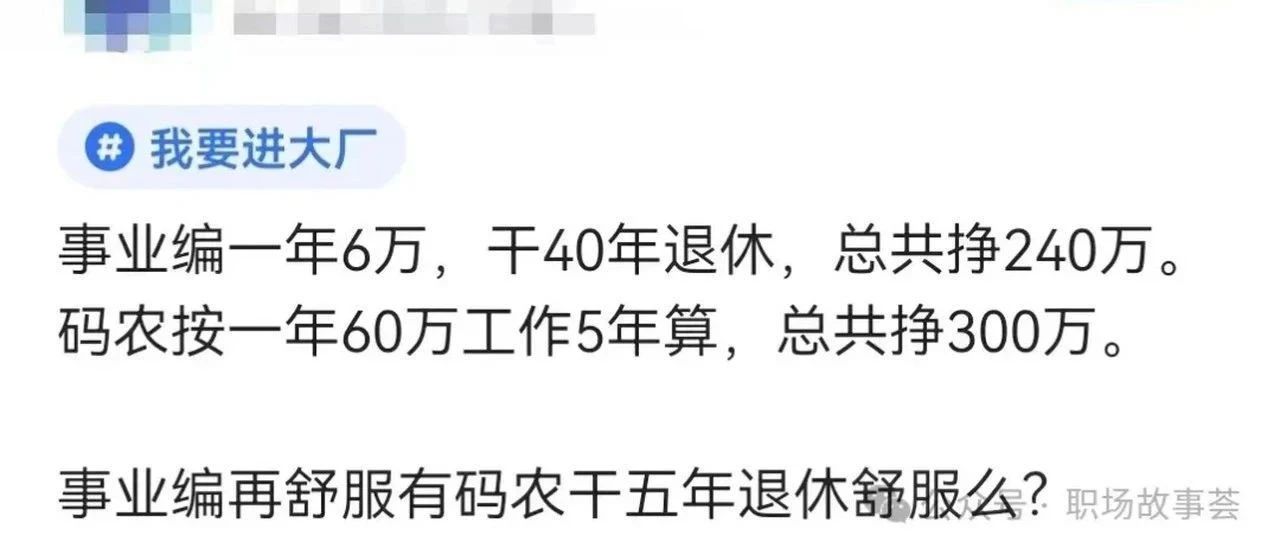 # 我要进大厂
事业编一年6万，干40年退休，总共挣240万。
码农按一年60万工作5年算，总共挣300万。
事业编再舒服有码农干五年退休舒服么？
公众号 · 职场故事荟